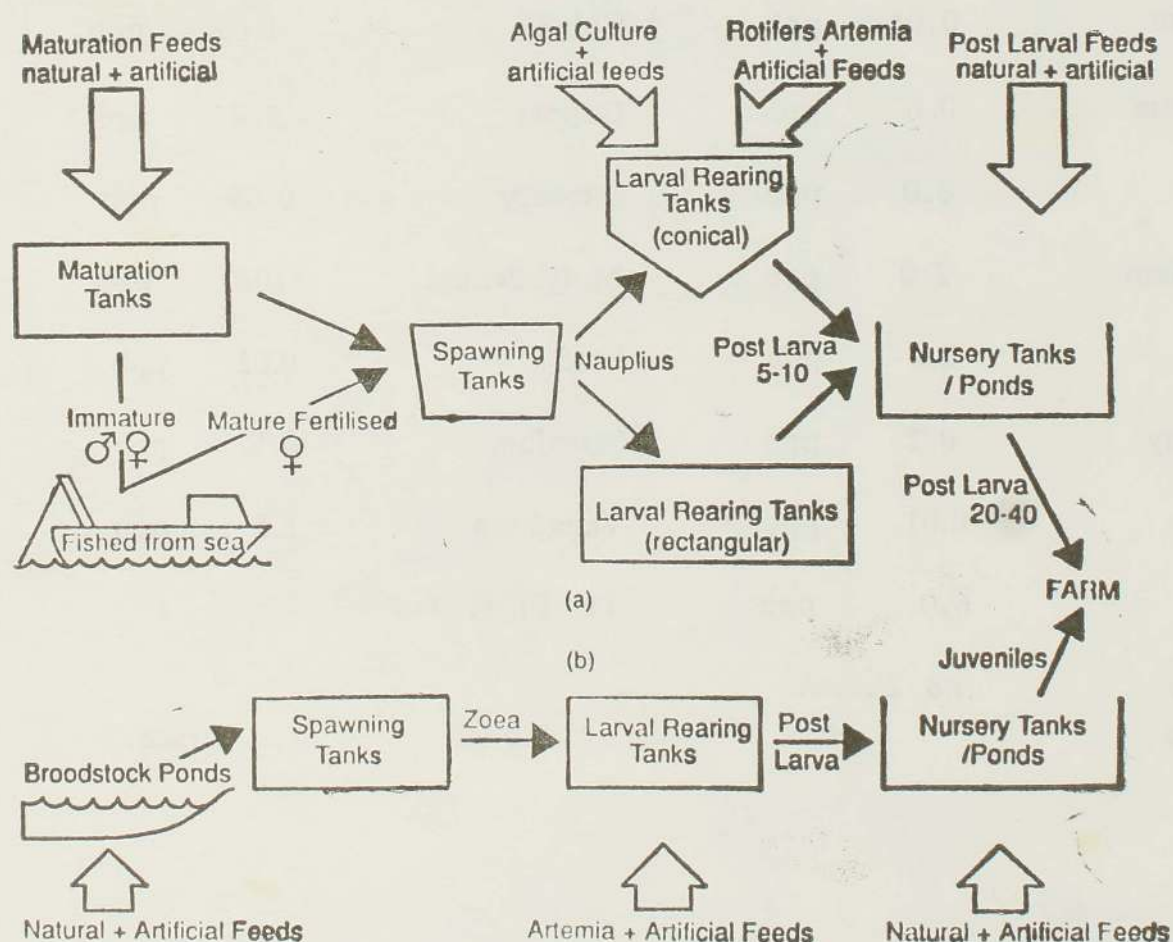 Maturation Feeds
natural + artificial
Algal Culture
+
artificial feeds
Rotifers Artemia
+
Artificial Feeds
Post Larval Feeds
natural + artificial
Larval Rearing
Tanks
(conical)
Maturation
Tanks
Spawning
Tanks
Nauplius
Post Larva
5-10
Nursery Tanks
/ Ponds
Immature
♂♀
Mature Fertilised
♀
Fished from sea
Larval Rearing Tanks
(rectangular)
Post Larva
20-40
(a)
FARM
(b)
Juveniles
Broodstock Ponds
Spawning
Tanks
Zoea
Larval Rearing
Tanks
Post
Larva
Nursery Tanks
/Ponds
Natural + Artificial Feeds
Artemia + Artificial Feeds
Natural + Artificial Feeds